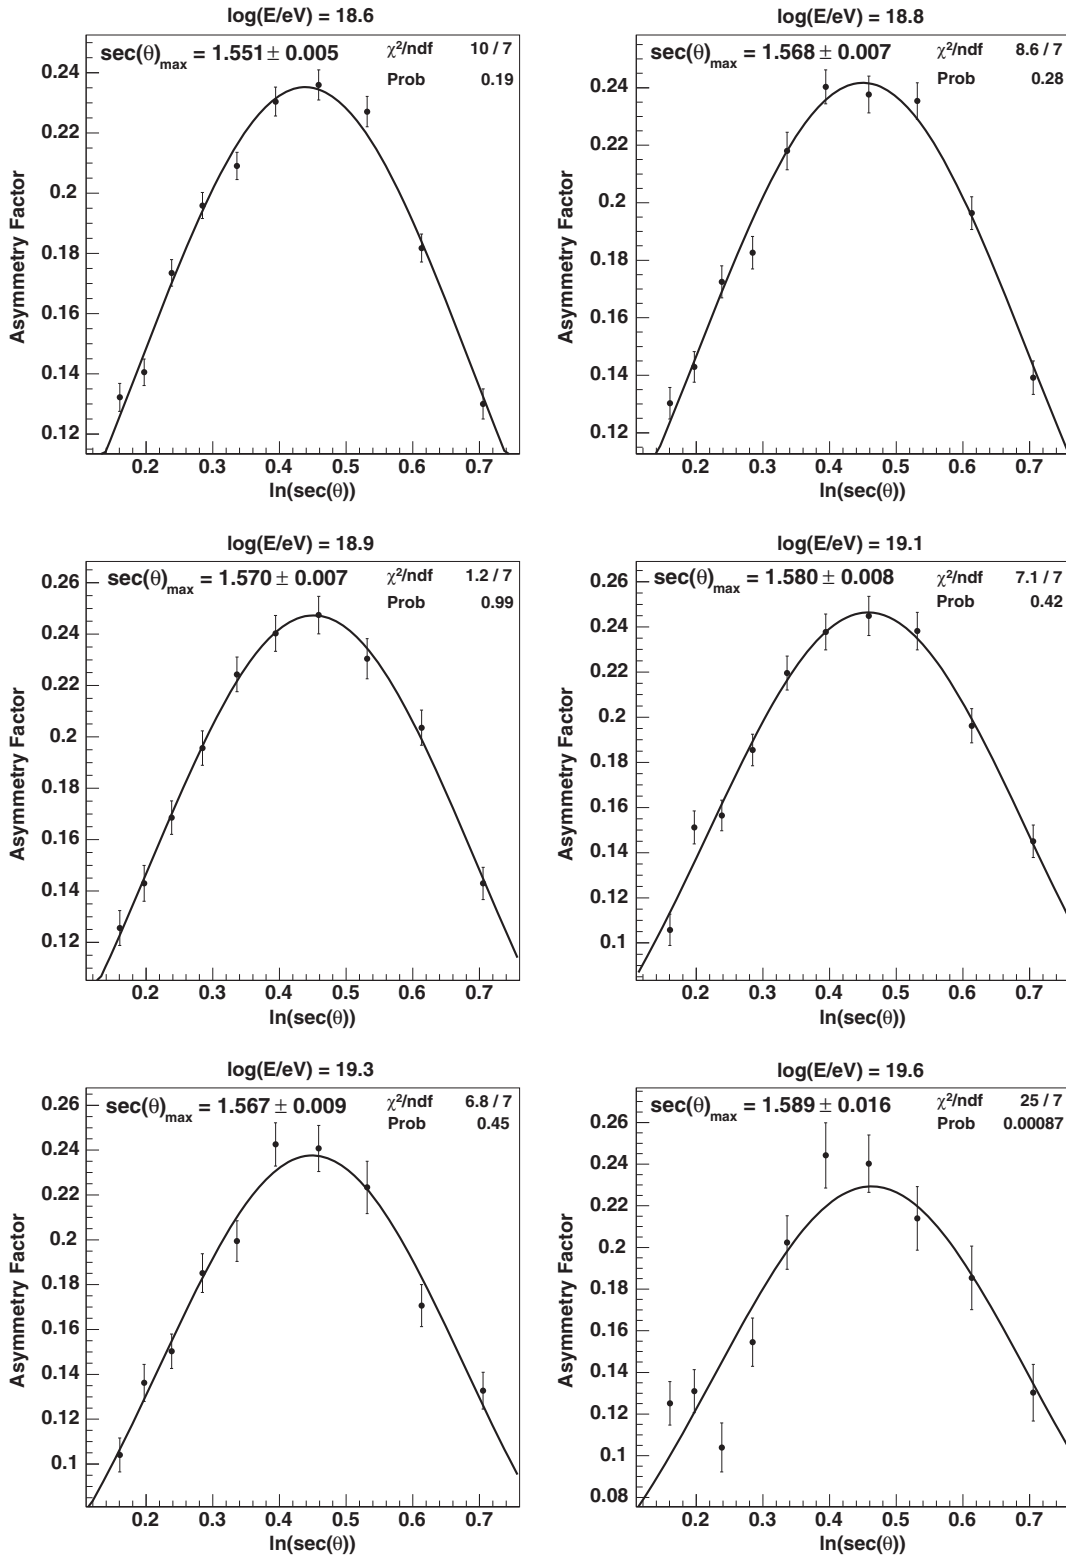 log(E/eV) = 18.6
sec(θ)max = 1.551 ± 0.005
χ²/ndf 10 / 7
Prob 0.19
0.24
0.22
0.2
0.18
0.16
0.14
0.12
Asymmetry Factor
0.2 0.3 0.4 0.5 0.6 0.7
ln(sec(θ))
log(E/eV) = 18.8
sec(θ)max = 1.568 ± 0.007
χ²/ndf 8.6 / 7
Prob 0.28
0.24
0.22
0.2
0.18
0.16
0.14
0.12
Asymmetry Factor
0.2 0.3 0.4 0.5 0.6 0.7
ln(sec(θ))
log(E/eV) = 18.9
sec(θ)max = 1.570 ± 0.007
χ²/ndf 1.2 / 7
Prob 0.99
0.26
0.24
0.22
0.2
0.18
0.16
0.14
0.12
Asymmetry Factor
0.2 0.3 0.4 0.5 0.6 0.7
ln(sec(θ))
log(E/eV) = 19.1
sec(θ)max = 1.580 ± 0.008
χ²/ndf 7.1 / 7
Prob 0.42
0.26
0.24
0.22
0.2
0.18
0.16
0.14
0.12
0.1
Asymmetry Factor
0.2 0.3 0.4 0.5 0.6 0.7
ln(sec(θ))
log(E/eV) = 19.3
sec(θ)max = 1.567 ± 0.009
χ²/ndf 6.8 / 7
Prob 0.45
0.26
0.24
0.22
0.2
0.18
0.16
0.14
0.12
0.1
Asymmetry Factor
0.2 0.3 0.4 0.5 0.6 0.7
ln(sec(θ))
log(E/eV) = 19.6
sec(θ)max = 1.589 ± 0.016
χ²/ndf 25 / 7
Prob 0.00087
0.26
0.24
0.22
0.2
0.18
0.16
0.14
0.12
0.1
0.08
Asymmetry Factor
0.2 0.3 0.4 0.5 0.6 0.7
ln(sec(θ))